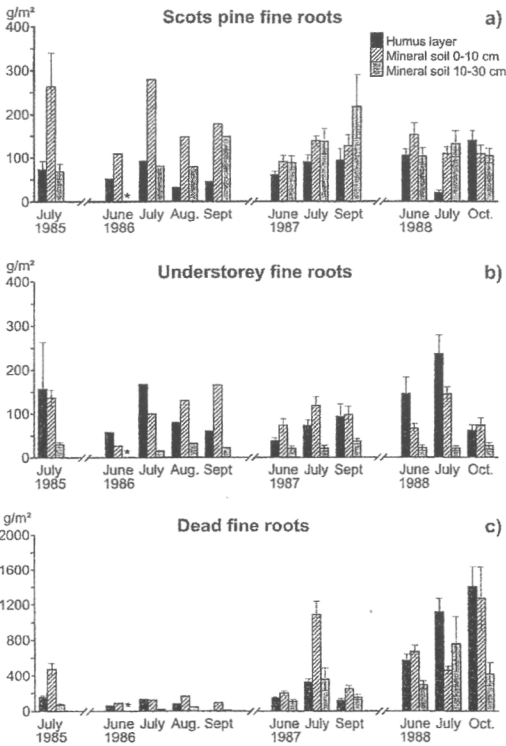 g/m²
Scots pine fine roots
a)
Humus layer
Mineral soil 0-10 cm
Mineral soil 10-30 cm
400
300
200
100
0
*
July June July Aug. Sept June July Sept June July Oct.
1985 1986 1987 1988
g/m²
Understorey fine roots
b)
400
300
200
100
0
*
July June July Aug. Sept June July Sept June July Oct.
1985 1986 1987 1988
g/m²
Dead fine roots
c)
2000
1600
1200
800
400
0
*
July June July Aug. Sept June July Sept June July Oct.
1985 1986 1987 1988